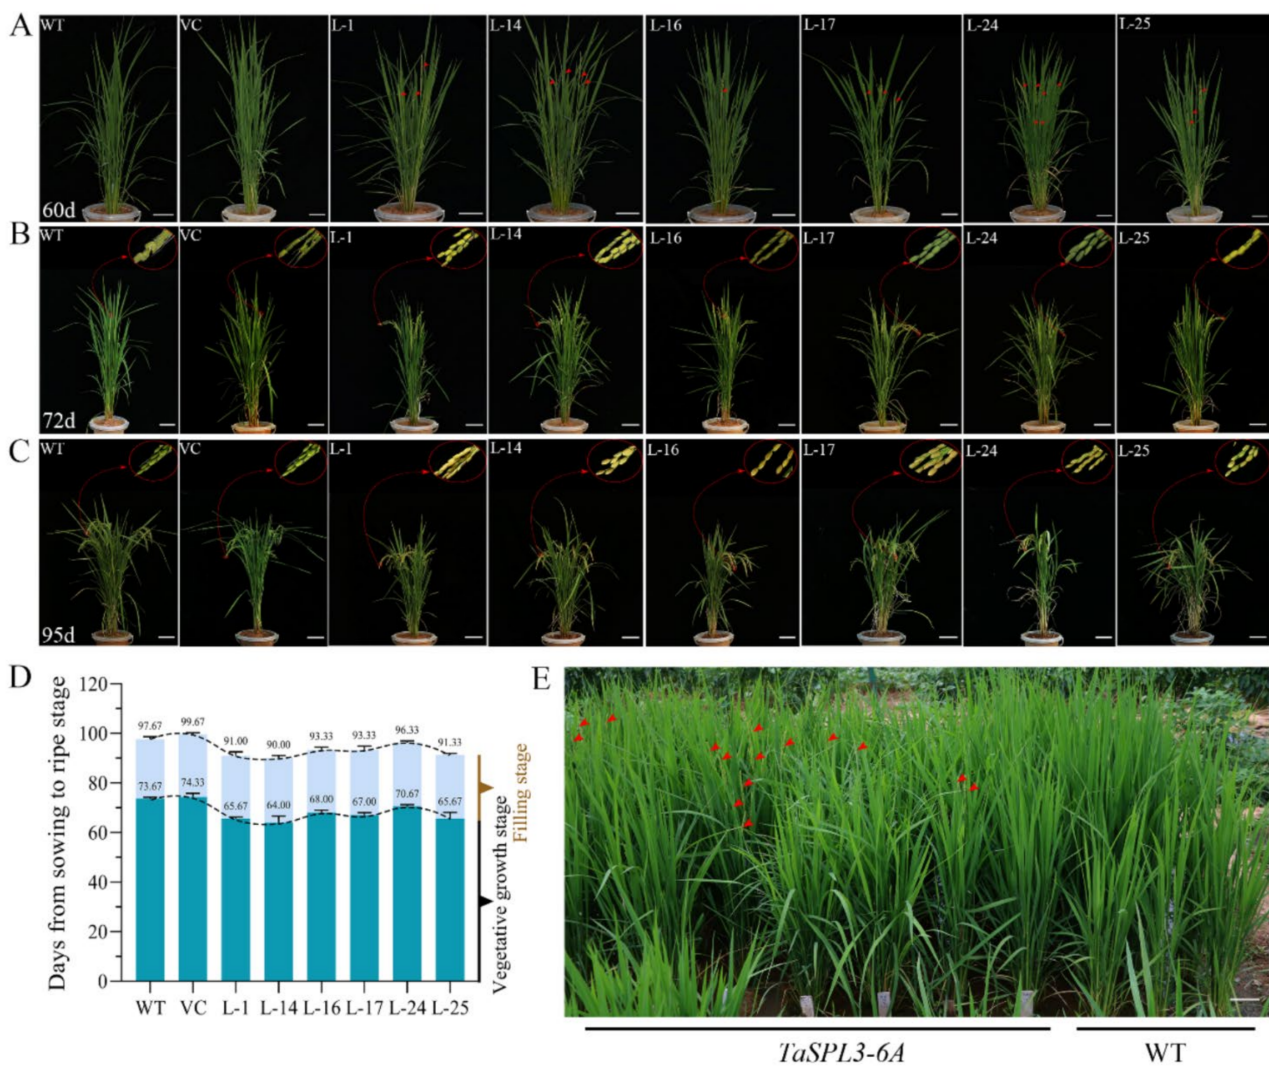 A
WT
VC
L-1
L-14
L-16
L-17
L-24
L-25
60d
B
WT
VC
L-1
L-14
L-16
L-17
L-24
L-25
72d
C
WT
VC
L-1
L-14
L-16
L-17
L-24
L-25
95d
D
Days from sowing to ripe stage
120
100
80
60
40
20
0
97.67
99.67
91.00
90.00
93.33
93.33
96.33
91.33
73.67
74.33
65.67
64.00
68.00
67.00
70.67
65.67
WT
VC
L-1
L-14
L-16
L-17
L-24
L-25
Filling stage
Vegetative growth stage
E
TaSPL3-6A
WT